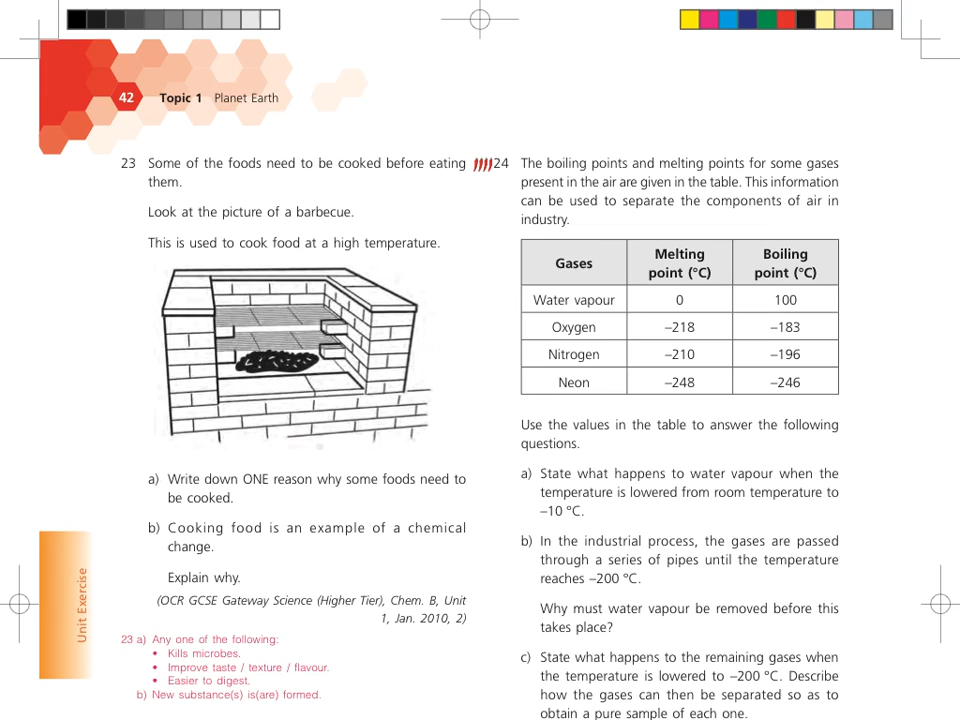 42 Topic 1 Planet Earth
23 Some of the foods need to be cooked before eating
them.
Look at the picture of a barbecue.
This is used to cook food at a high temperature.
a) Write down ONE reason why some foods need to
be cooked.
b) Cooking food is an example of a chemical
change.
Explain why.
(OCR GCSE Gateway Science (Higher Tier), Chem. B, Unit
1, Jan. 2010, 2)
23 a) Any one of the following:
• Kills microbes.
• Improve taste / texture / flavour.
• Easier to digest.
b) New substance(s) is(are) formed.
Unit Exercise
24 The boiling points and melting points for some gases
present in the air are given in the table. This information
can be used to separate the components of air in
industry.
Gases Melting point (°C) Boiling point (°C)
Water vapour 0 100
Oxygen –218 –183
Nitrogen –210 –196
Neon –248 –246
Use the values in the table to answer the following
questions.
a) State what happens to water vapour when the
temperature is lowered from room temperature to
–10 °C.
b) In the industrial process, the gases are passed
through a series of pipes until the temperature
reaches –200 °C.
Why must water vapour be removed before this
takes place?
c) State what happens to the remaining gases when
the temperature is lowered to –200 °C. Describe
how the gases can then be separated so as to
obtain a pure sample of each one.